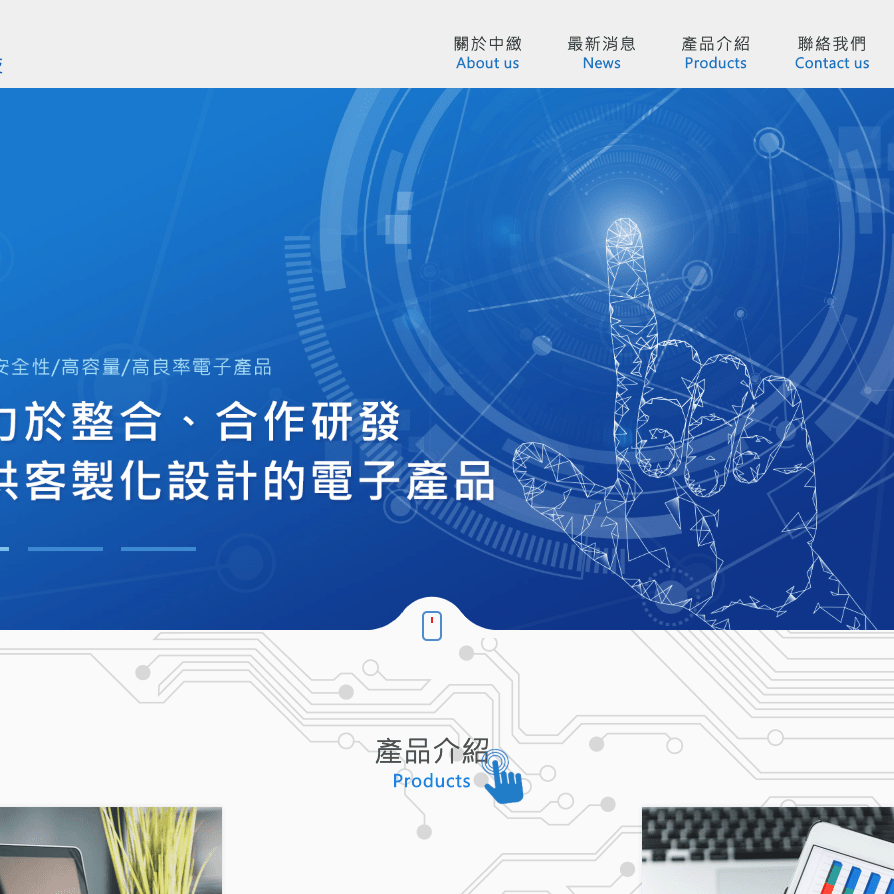 關於中緻
About us
最新消息
News
產品介紹
Products
聯絡我們
Contact us
安全性/高容量/高良率電子產品
力於整合、合作研發
供客製化設計的電子產品
產品介紹
Products